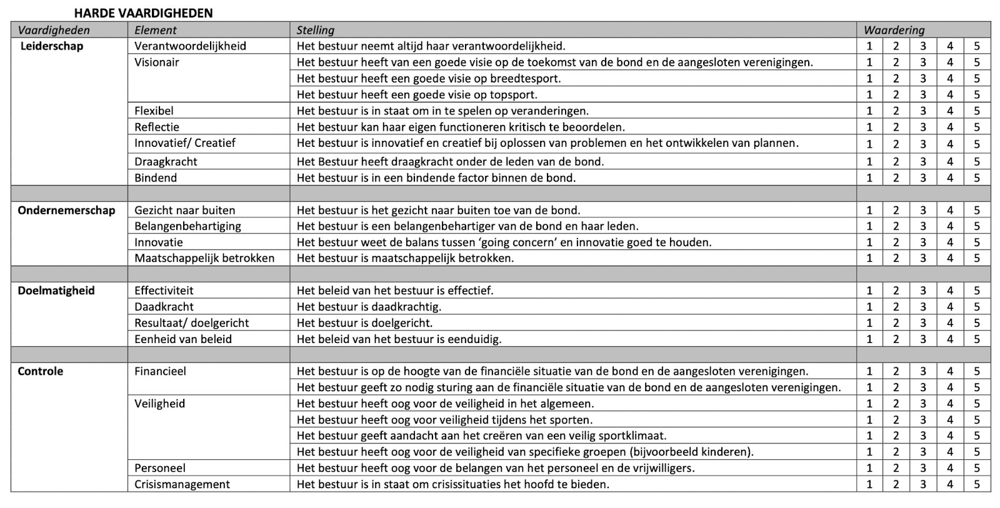 HARDE VAARDIGHEDEN
Vaardigheden Element Stelling Waardering
Leiderschap Verantwoordelijkheid Het bestuur neemt altijd haar verantwoordelijkheid. 1 2 3 4 5
Visionair Het bestuur heeft van een goede visie op de toekomst van de bond en de aangesloten verenigingen. 1 2 3 4 5
Het bestuur heeft een goede visie op breedtesport. 1 2 3 4 5
Het bestuur heeft een goede visie op topsport. 1 2 3 4 5
Flexibel Het bestuur is in staat om in te spelen op veranderingen. 1 2 3 4 5
Reflectie Het bestuur kan haar eigen functioneren kritisch te beoordelen. 1 2 3 4 5
Innovatief/ Creatief Het bestuur is innovatief en creatief bij oplossen van problemen en het ontwikkelen van plannen. 1 2 3 4 5
Draagkracht Het Bestuur heeft draagkracht onder de leden van de bond. 1 2 3 4 5
Bindend Het bestuur is in een bindende factor binnen de bond. 1 2 3 4 5
Ondernemerschap Gezicht naar buiten Het bestuur is het gezicht naar buiten toe van de bond. 1 2 3 4 5
Belangenbehartiging Het bestuur is een belangenbehartiger van de bond en haar leden. 1 2 3 4 5
Innovatie Het bestuur weet de balans tussen ‘going concern’ en innovatie goed te houden. 1 2 3 4 5
Maatschappelijk betrokken Het bestuur is maatschappelijk betrokken. 1 2 3 4 5
Doelmatigheid Effectiviteit Het beleid van het bestuur is effectief. 1 2 3 4 5
Daadkracht Het bestuur is daadkrachtig. 1 2 3 4 5
Resultaat/ doelgericht Het bestuur is doelgericht. 1 2 3 4 5
Eenheid van beleid Het beleid van het bestuur is eenduidig. 1 2 3 4 5
Controle Financieel Het bestuur is op de hoogte van de financiële situatie van de bond en de aangesloten verenigingen. 1 2 3 4 5
Het bestuur geeft zo nodig sturing aan de financiële situatie van de bond en de aangesloten verenigingen. 1 2 3 4 5
Veiligheid Het bestuur heeft oog voor de veiligheid in het algemeen. 1 2 3 4 5
Het bestuur heeft oog voor veiligheid tijdens het sporten. 1 2 3 4 5
Het bestuur geeft aandacht aan het creëren van een veilig sportklimaat. 1 2 3 4 5
Het bestuur heeft oog voor de veiligheid van specifieke groepen (bijvoorbeeld kinderen). 1 2 3 4 5
Personeel Het bestuur heeft oog voor de belangen van het personeel en de vrijwilligers. 1 2 3 4 5
Crisismanagement Het bestuur is in staat om crisissituaties het hoofd te bieden. 1 2 3 4 5